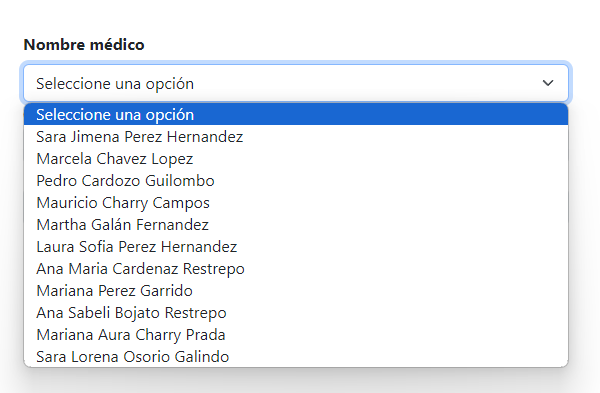 Nombre médico
Seleccione una opción
Seleccione una opción
Sara Jimena Perez Hernandez
Marcela Chavez Lopez
Pedro Cardozo Guilombo
Mauricio Charry Campos
Martha Galán Fernandez
Laura Sofia Perez Hernandez
Ana Maria Cardenaz Restrepo
Mariana Perez Garrido
Ana Sabeli Bojato Restrepo
Mariana Aura Charry Prada
Sara Lorena Osorio Galindo